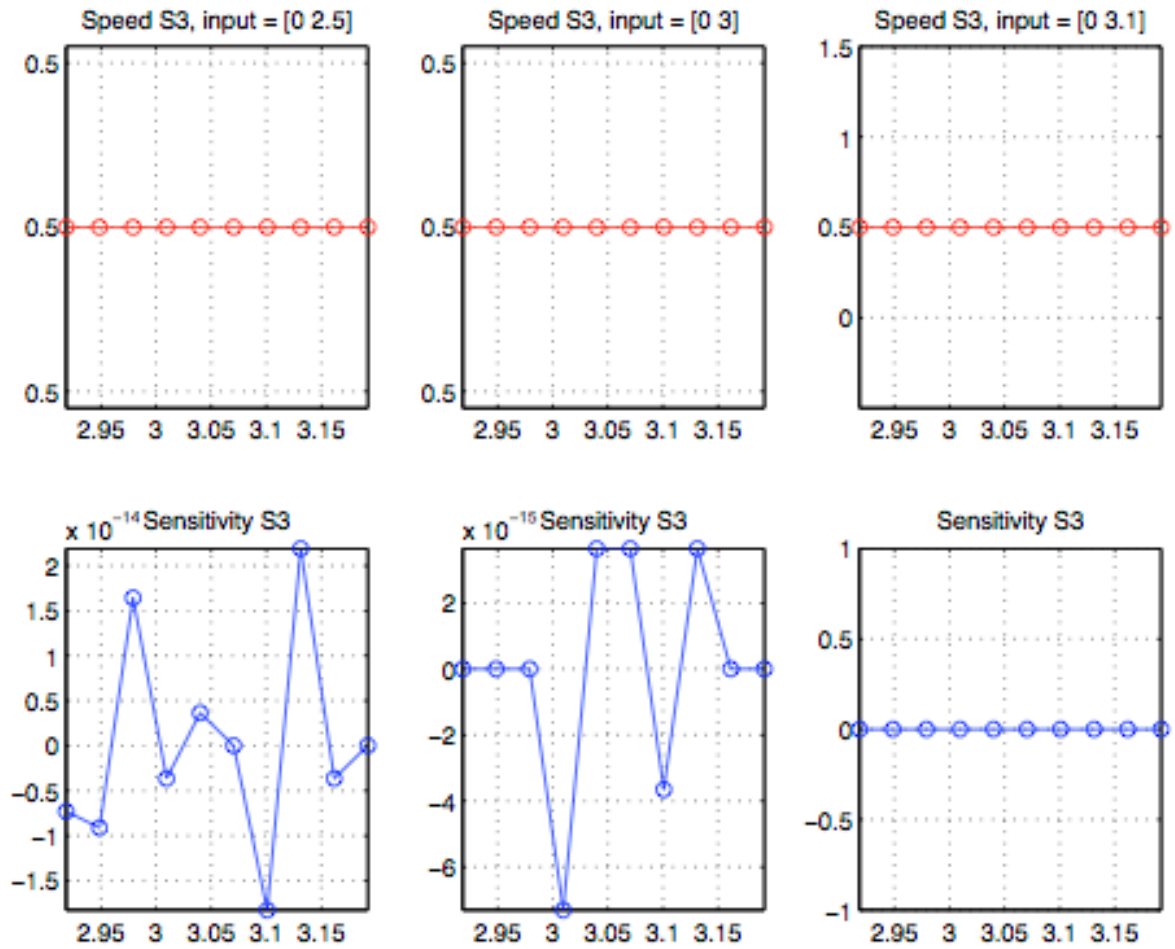 Speed S3, input = [0 2.5]
0.5
0.5
0.5
2.95 3 3.05 3.1 3.15
Speed S3, input = [0 3]
0.5
0.5
0.5
2.95 3 3.05 3.1 3.15
Speed S3, input = [0 3.1]
1.5
1
0.5
0
2.95 3 3.05 3.1 3.15
x 10⁻¹⁴ Sensitivity S3
2
1.5
1
0.5
0
−0.5
−1
−1.5
2.95 3 3.05 3.1 3.15
x 10⁻¹⁵ Sensitivity S3
2
0
−2
−4
−6
2.95 3 3.05 3.1 3.15
Sensitivity S3
1
0.5
0
−0.5
−1
2.95 3 3.05 3.1 3.15